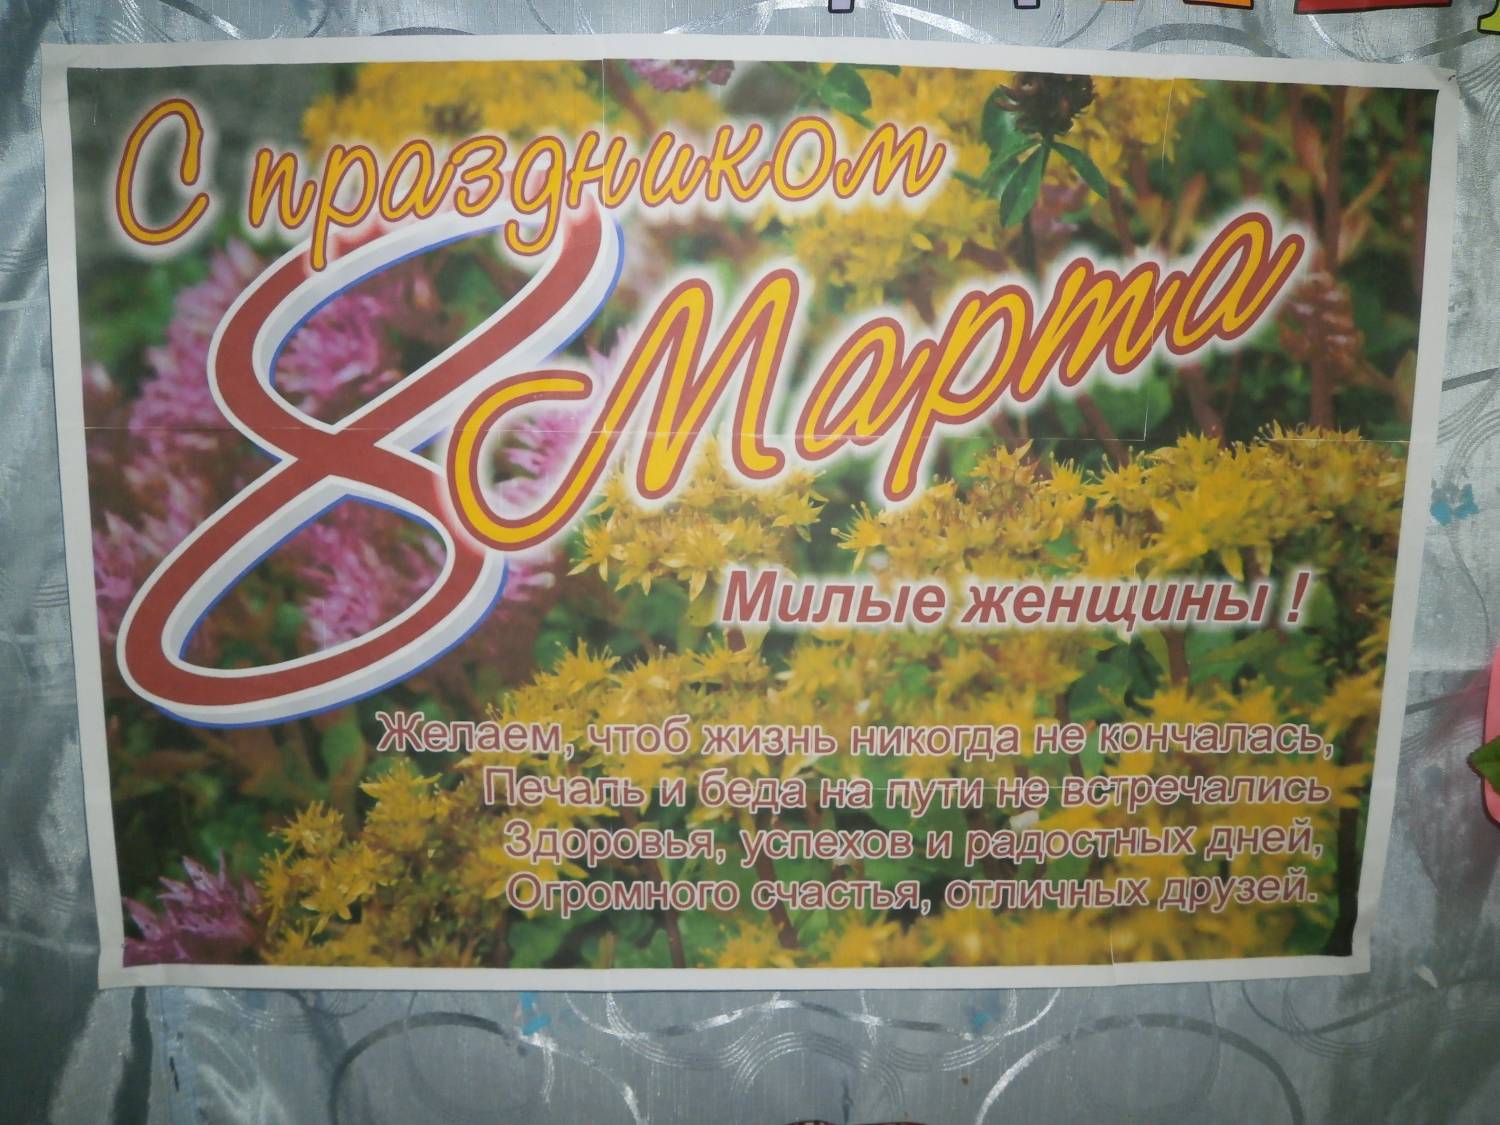 С праздником
8 Марта
Милые женщины !
Желаем, чтоб жизнь никогда не кончалась,
Печаль и беда на пути не встречались
Здоровья, успехов и радостных дней,
Огромного счастья, отличных друзей.